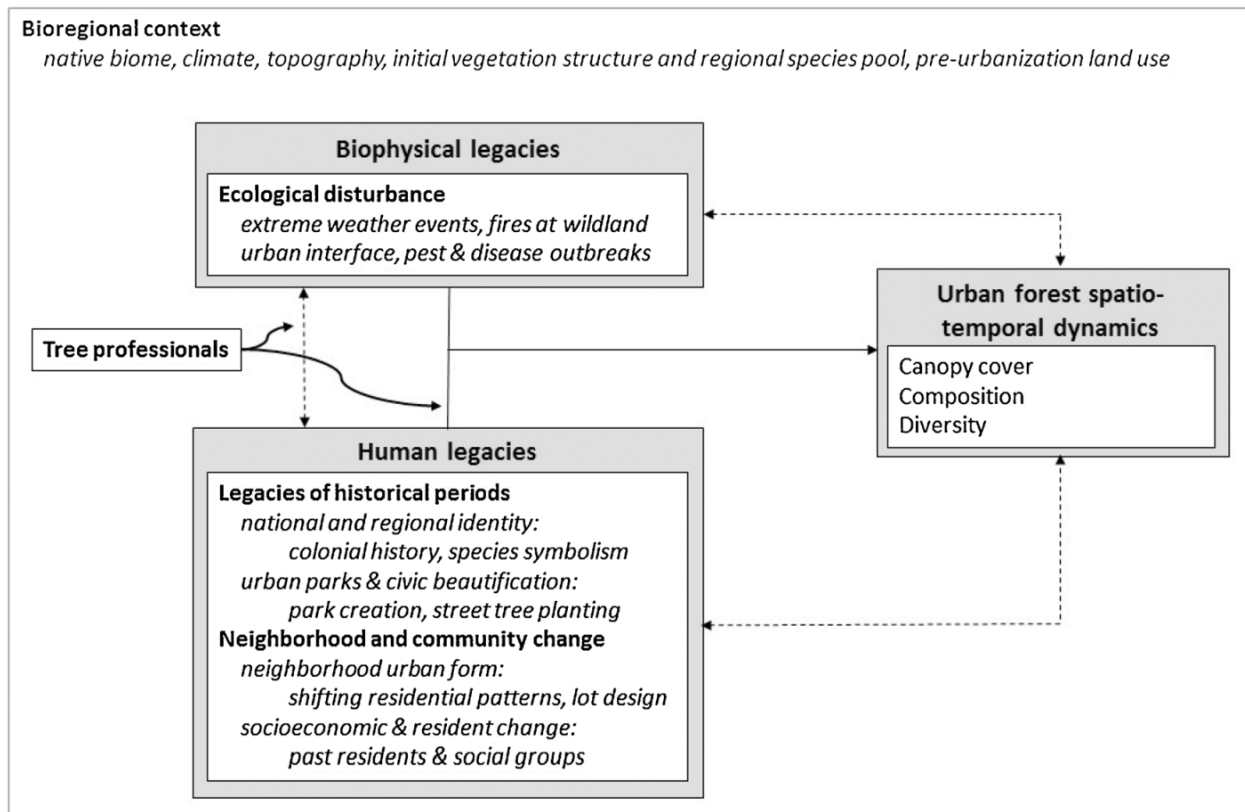 Bioregional context
native biome, climate, topography, initial vegetation structure and regional species pool, pre-urbanization land use
Biophysical legacies
Ecological disturbance
extreme weather events, fires at wildland
urban interface, pest & disease outbreaks
Tree professionals
Urban forest spatio-
temporal dynamics
Canopy cover
Composition
Diversity
Human legacies
Legacies of historical periods
national and regional identity:
colonial history, species symbolism
urban parks & civic beautification:
park creation, street tree planting
Neighborhood and community change
neighborhood urban form:
shifting residential patterns, lot design
socioeconomic & resident change:
past residents & social groups